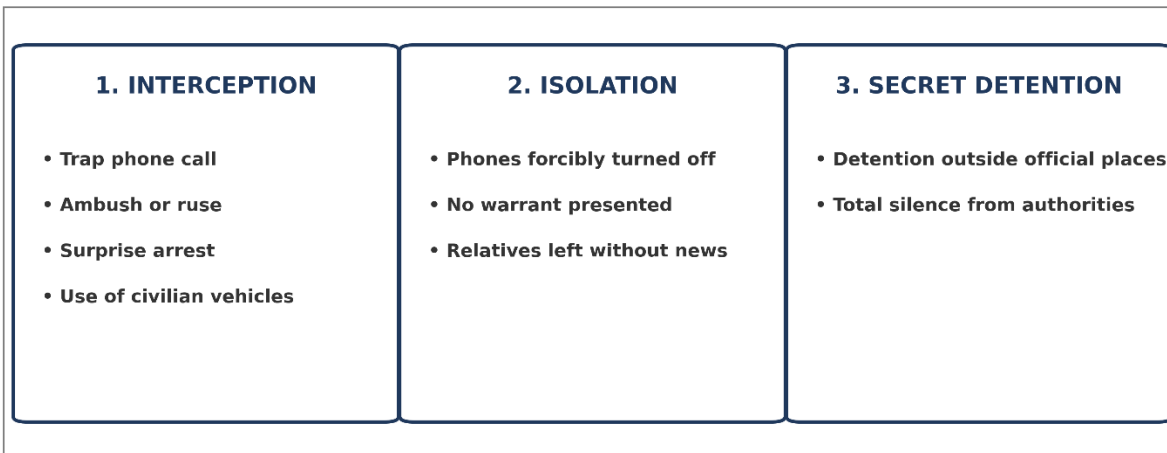 1. INTERCEPTION
• Trap phone call
• Ambush or ruse
• Surprise arrest
• Use of civilian vehicles
2. ISOLATION
• Phones forcibly turned off
• No warrant presented
• Relatives left without news
3. SECRET DETENTION
• Detention outside official places
• Total silence from authorities